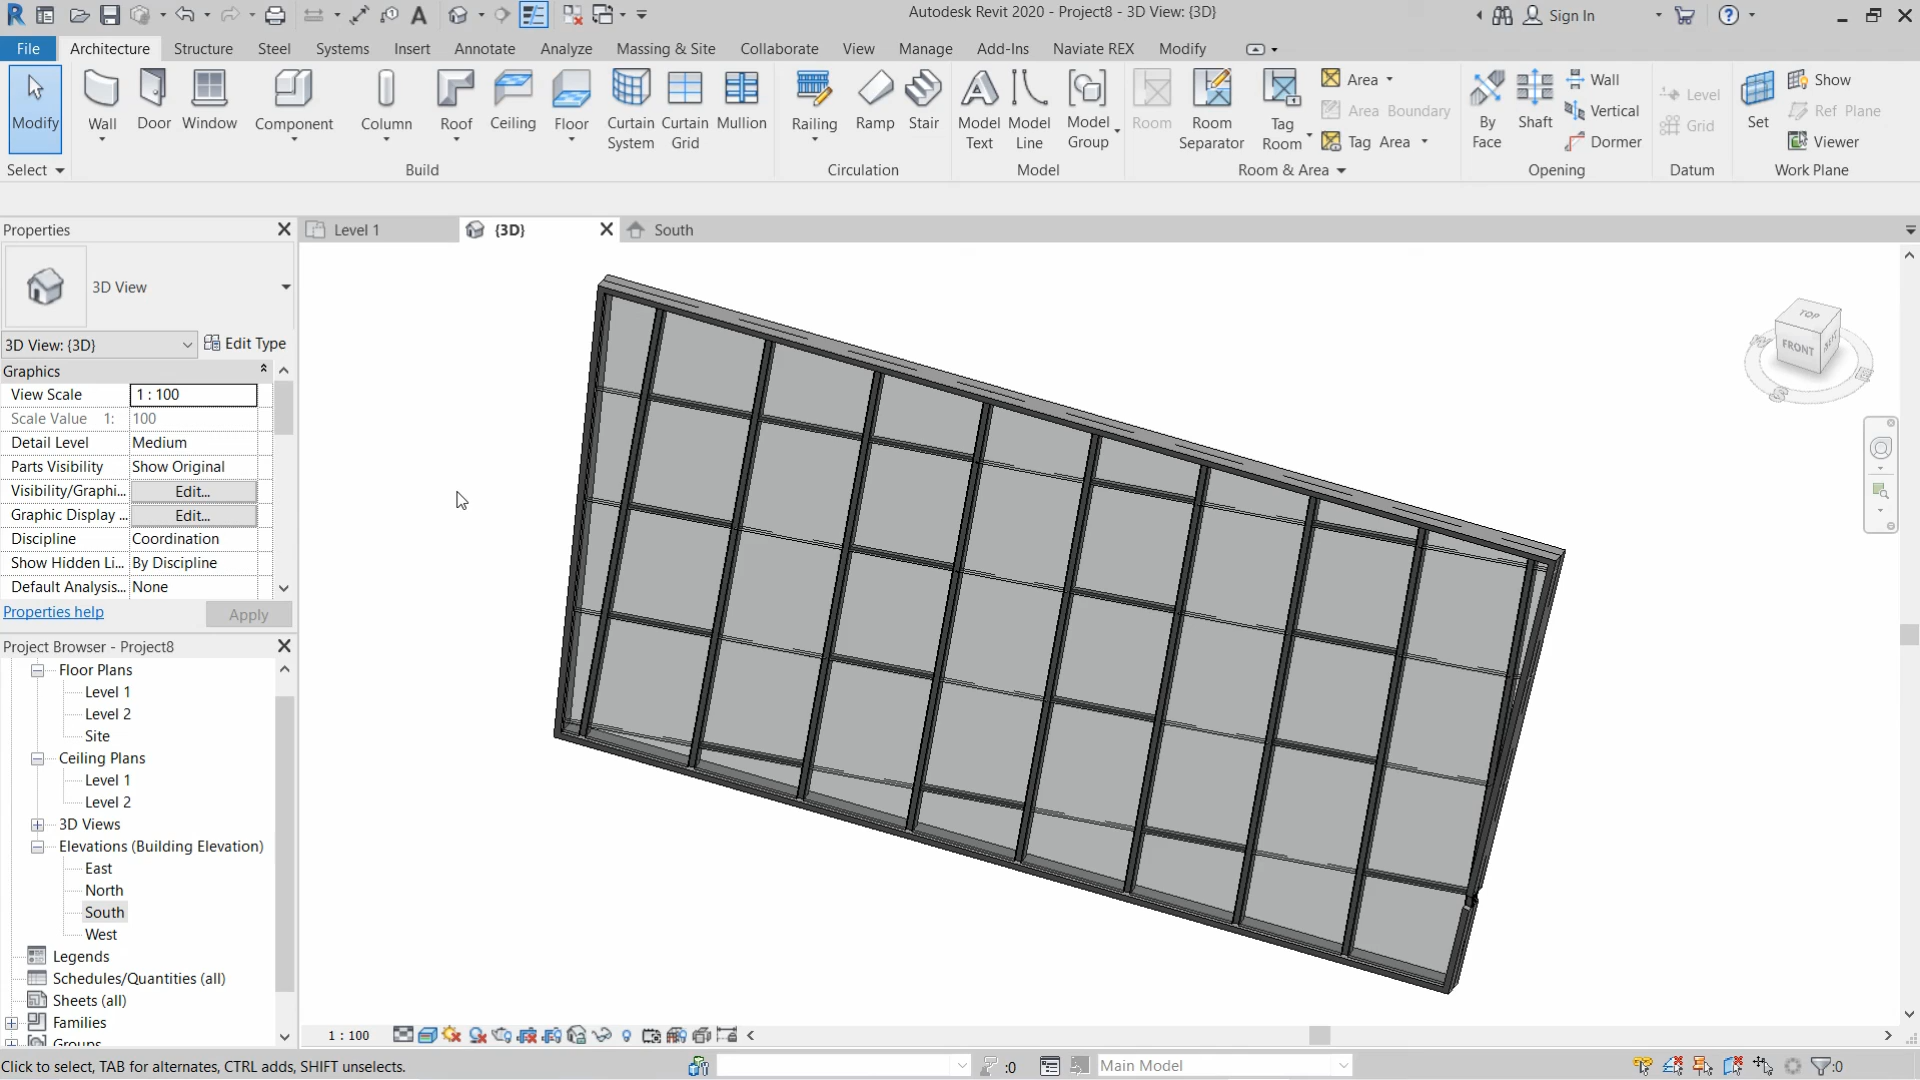 Autodesk Revit 2020 - Project8 - 3D View: {3D}
Sign In
File Architecture Structure Steel Systems Insert Annotate Analyze Massing & Site Collaborate View Manage Add-Ins Naviate REX Modify
Modify
Wall
Door
Window
Component
Column
Roof
Ceiling
Floor
Curtain System
Curtain Grid
Mullion
Railing
Ramp
Stair
Model Text
Model Line
Model Group
Room
Room Separator
Tag Room
Area
Area Boundary
Tag Area
By Face
Shaft
Wall
Vertical
Dormer
Level
Grid
Set
Show
Ref Plane
Viewer
Select
Build
Circulation
Model
Room & Area
Opening
Datum
Work Plane
Properties
Level 1
{3D}
South
3D View
3D View: {3D}
Edit Type
Graphics
View Scale 1 : 100
Scale Value 1: 100
Detail Level Medium
Parts Visibility Show Original
Visibility/Graphi... Edit...
Graphic Display ... Edit...
Discipline Coordination
Show Hidden Li... By Discipline
Default Analysis... None
Properties help
Apply
Project Browser - Project8
Floor Plans
Level 1
Level 2
Site
Ceiling Plans
Level 1
Level 2
3D Views
Elevations (Building Elevation)
East
North
South
West
Legends
Schedules/Quantities (all)
Sheets (all)
Families
Groups
TOP
FRONT
1 : 100
Click to select, TAB for alternates, CTRL adds, SHIFT unselects.
:0
Main Model
:0